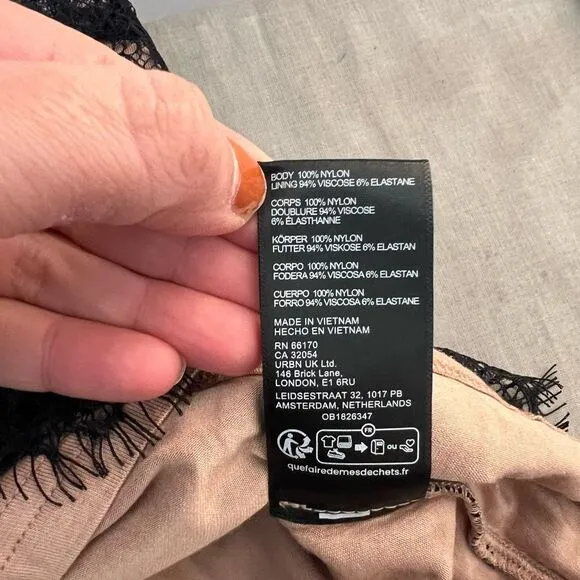 BODY 100% NYLON
LINING 94% VISCOSE 6% ELASTANE
CORPS 100% NYLON
DOUBLURE 94% VISCOSE
6% ÉLASTHANNE
KÖRPER 100% NYLON
FUTTER 94% VISKOSE 6% ELASTAN
CORPO 100% NYLON
FODERA 94% VISCOSA 6% ELASTAN
CUERPO 100% NYLON
FORRO 94% VISCOSA 6% ELASTANE
MADE IN VIETNAM
HECHO EN VIETNAM
RN 66170
CA 32054
URBN UK Ltd.
146 Brick Lane,
LONDON, E1 6RU
LEIDSESTRAAT 32, 1017 PB
AMSTERDAM, NETHERLANDS
OB1826347
FR
OU
quefairedemesdechets.fr